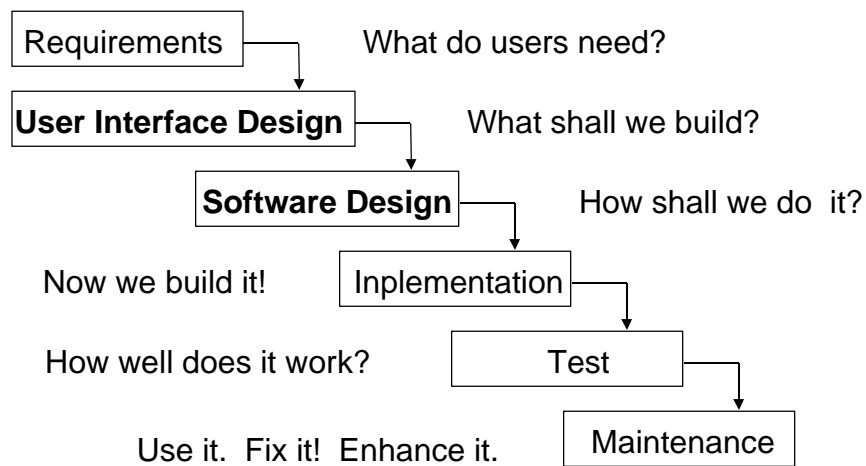 Requirements What do users need?
User Interface Design What shall we build?
Software Design How shall we do it?
Now we build it! Inplementation
How well does it work? Test
Use it. Fix it! Enhance it. Maintenance